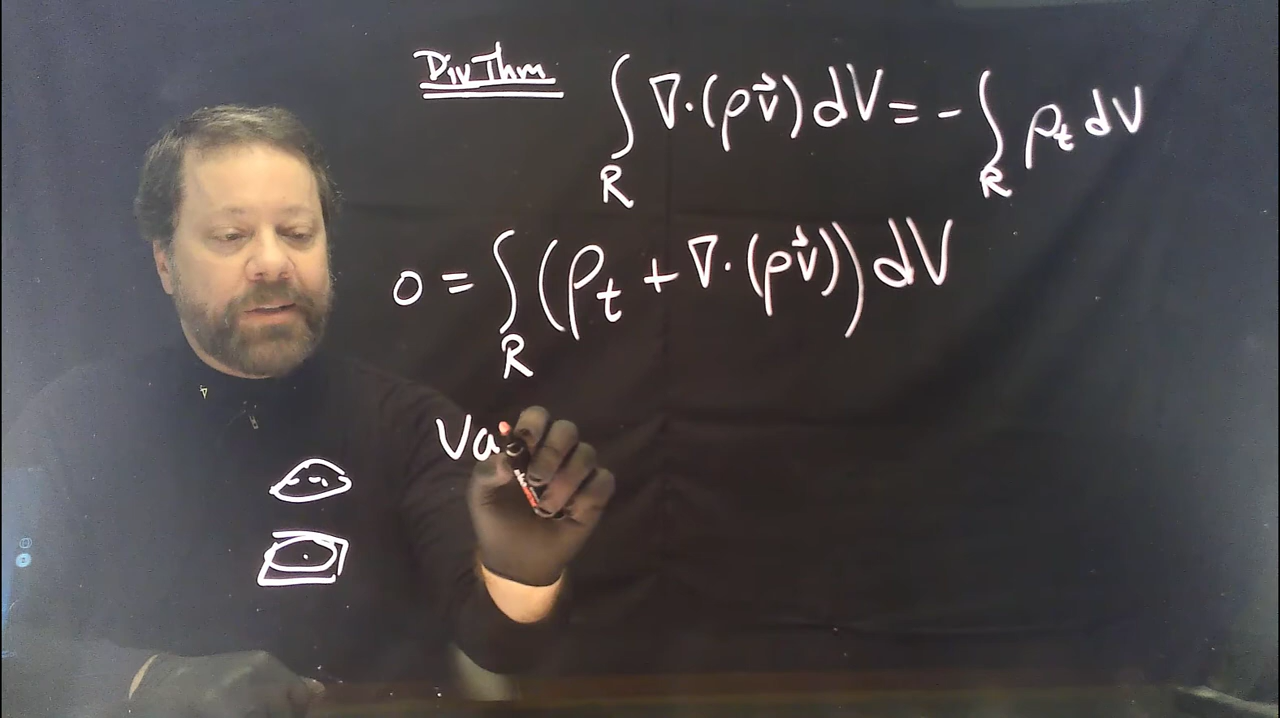 Div Thm ∫_R ∇·(ρv⃗) dV = - ∫_R ρ_t dV
0 = ∫_R (ρ_t + ∇·(ρv⃗)) dV
Va